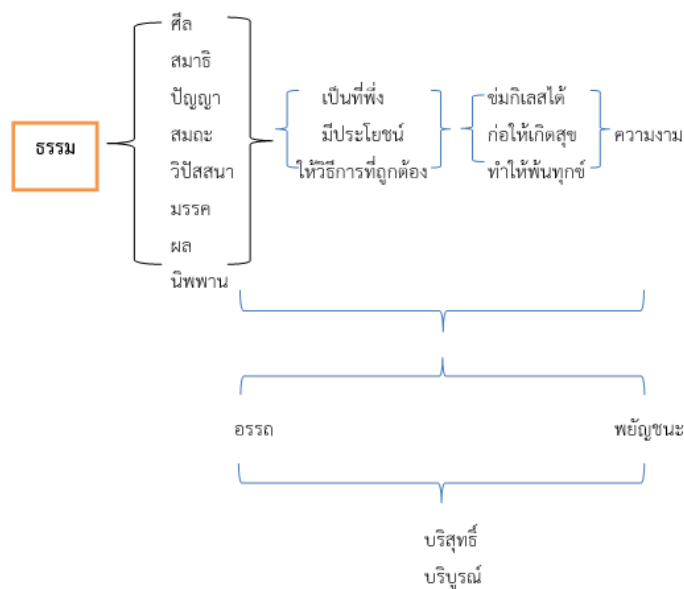 ธรรม
ศีล
สมาธิ
ปัญญา
สมถะ
วิปัสสนา
มรรค
ผล
นิพพาน
เป็นที่พึ่ง
มีประโยชน์
ให้วิธีการที่ถูกต้อง
ข่มกิเลสได้
ก่อให้เกิดสุข
ทำให้พ้นทุกข์
ความงาม
อรรถ
พยัญชนะ
บริสุทธิ์
บริบูรณ์